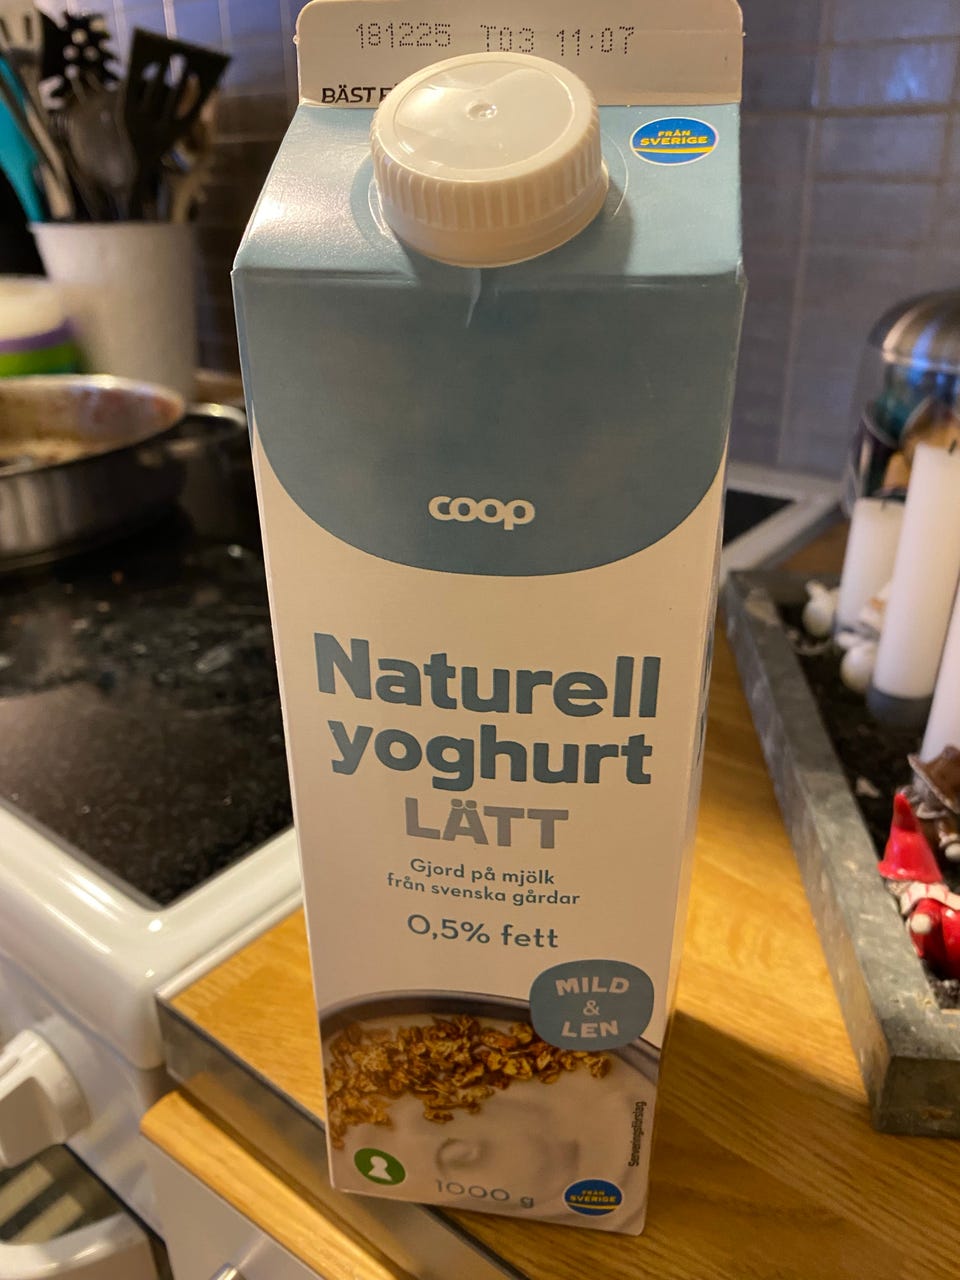 181225 T03 11:07
BÄST
FRÅN
SVERIGE
coop
Naturell
yoghurt
LÄTT
Gjord på mjölk
från svenska gårdar
0,5% fett
MILD
&
LEN
Serveringsförslag
1000 g
FRÅN
SVERIGE